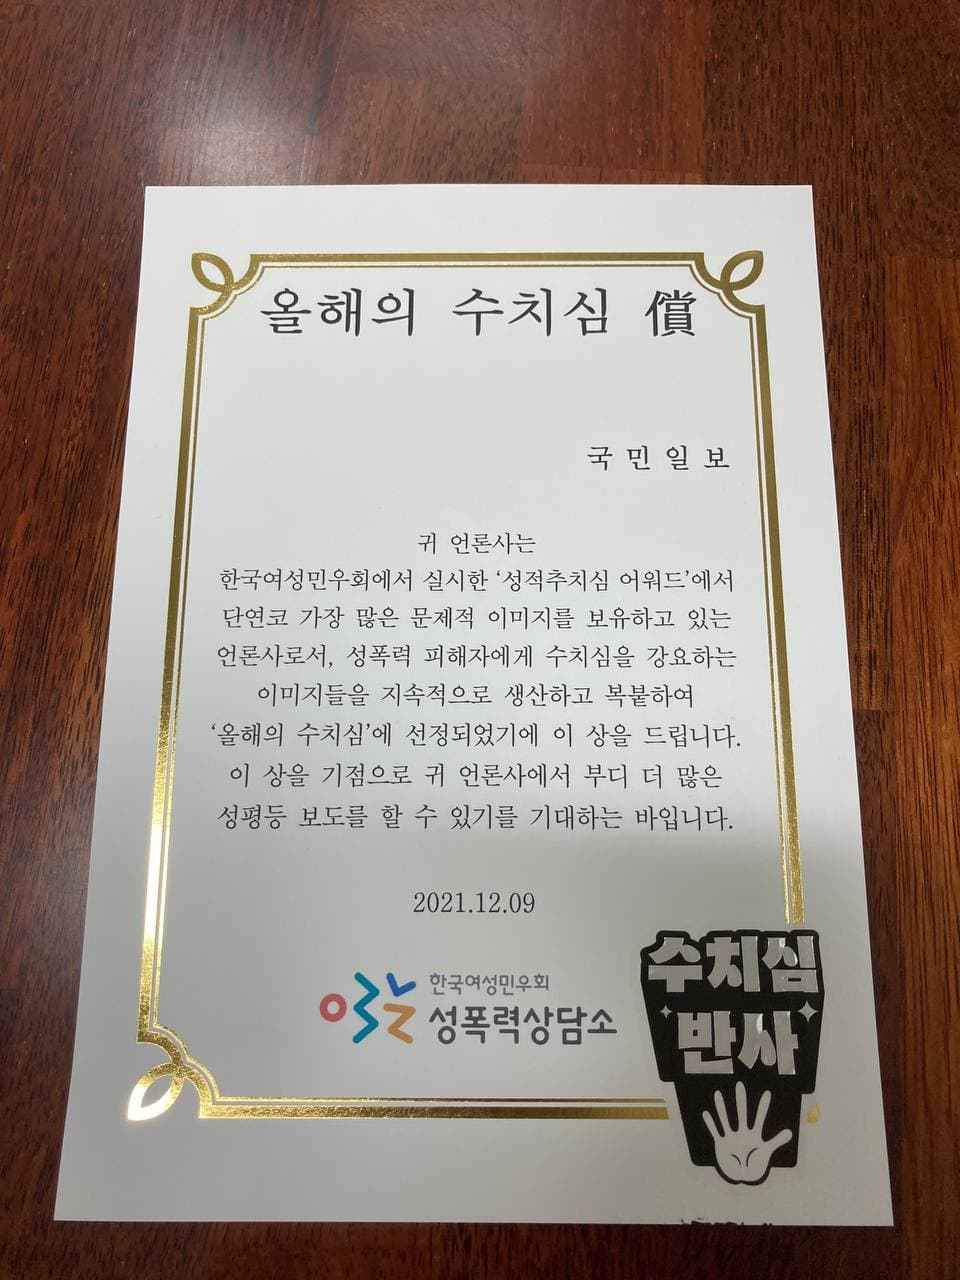 올해의 수치심 償
국민일보
귀 언론사는
한국여성민우회에서 실시한 '성적추치심 어워드'에서
단연코 가장 많은 문제적 이미지를 보유하고 있는
언론사로서, 성폭력 피해자에게 수치심을 강요하는
이미지들을 지속적으로 생산하고 복붙하여
'올해의 수치심'에 선정되었기에 이 상을 드립니다.
이 상을 기점으로 귀 언론사에서 부디 더 많은
성평등 보도를 할 수 있기를 기대하는 바입니다.
2021.12.09
한국여성민우회
성폭력상담소
수치심
반사